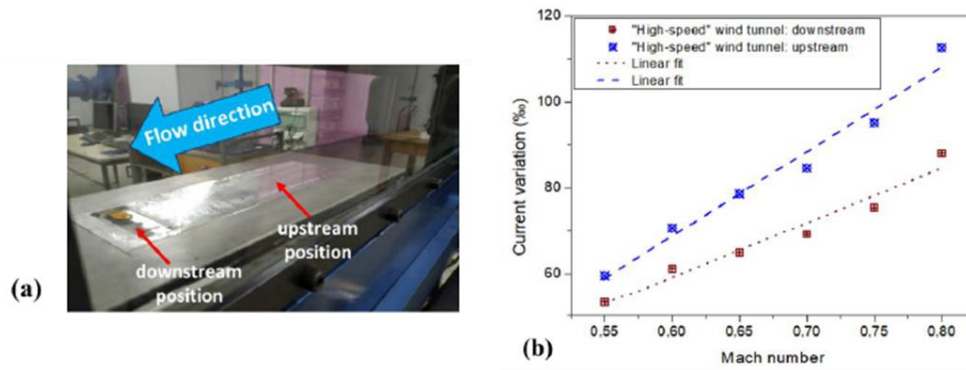 (a)
Flow direction
upstream
position
downstream
position
(b)
120
100
80
60
Current variation (‰)
"High-speed" wind tunnel: downstream
"High-speed" wind tunnel: upstream
Linear fit
Linear fit
0,55 0,60 0,65 0,70 0,75 0,80
Mach number